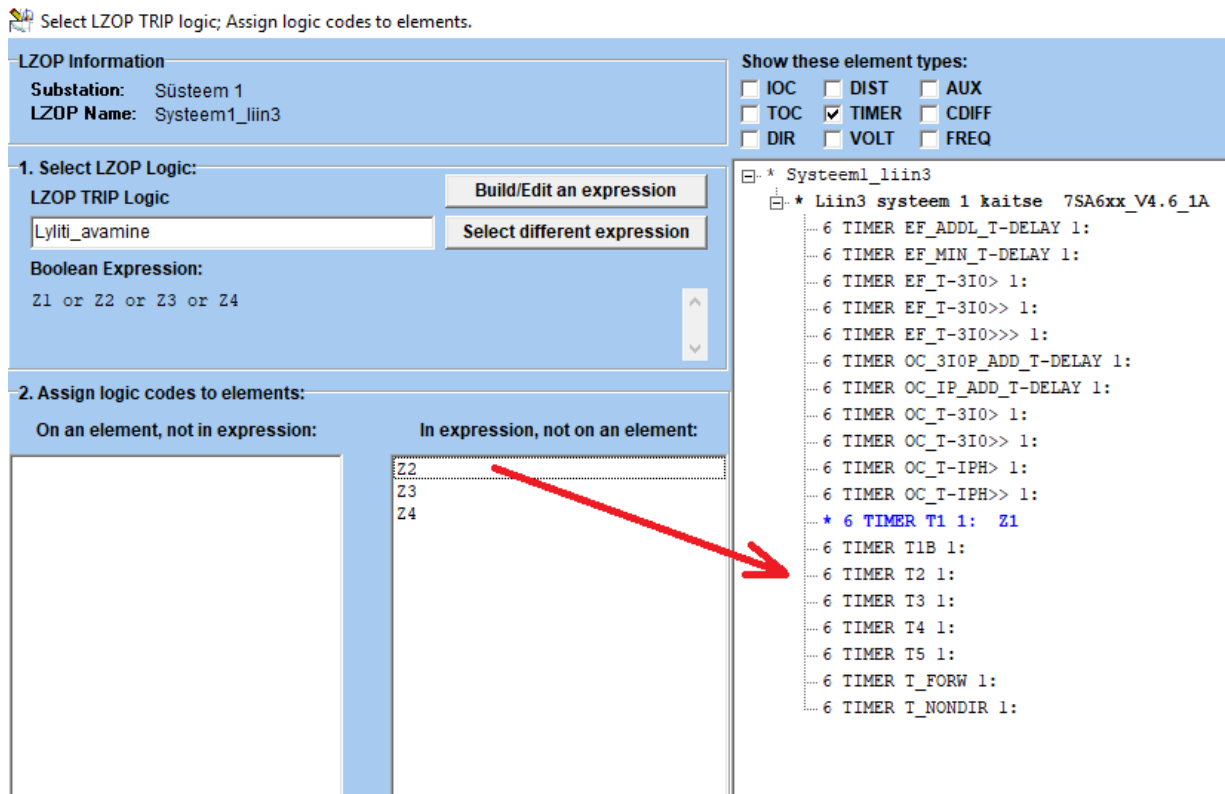 Select LZOP TRIP logic; Assign logic codes to elements.
LZOP Information
Substation: Süsteem 1
LZOP Name: Systeem1_liin3
1. Select LZOP Logic:
LZOP TRIP Logic
Build/Edit an expression
Lyliti_avamine
Select different expression
Boolean Expression:
Z1 or Z2 or Z3 or Z4
2. Assign logic codes to elements:
On an element, not in expression:
In expression, not on an element:
Z2
Z3
Z4
Show these element types:
IOC DIST AUX
TOC TIMER CDIFF
DIR VOLT FREQ
* Systeem1_liin3
* Liin3 systeem 1 kaitse 7SA6xx_V4.6_1A
6 TIMER EF_ADDL_T-DELAY 1:
6 TIMER EF_MIN_T-DELAY 1:
6 TIMER EF_T-3I0> 1:
6 TIMER EF_T-3I0>> 1:
6 TIMER EF_T-3I0>>> 1:
6 TIMER OC_3I0P_ADD_T-DELAY 1:
6 TIMER OC_IP_ADD_T-DELAY 1:
6 TIMER OC_T-3I0> 1:
6 TIMER OC_T-3I0>> 1:
6 TIMER OC_T-IPH> 1:
6 TIMER OC_T-IPH>> 1:
* 6 TIMER T1 1: Z1
6 TIMER T1B 1:
6 TIMER T2 1:
6 TIMER T3 1:
6 TIMER T4 1:
6 TIMER T5 1:
6 TIMER T_FORW 1:
6 TIMER T_NONDIR 1: